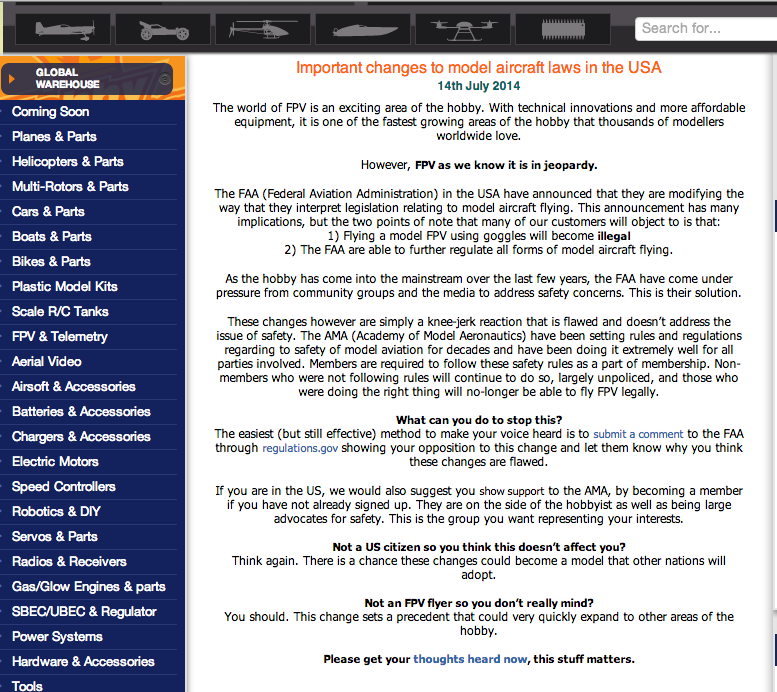 Search for...
GLOBAL
WAREHOUSE
Coming Soon
Planes & Parts
Helicopters & Parts
Multi-Rotors & Parts
Cars & Parts
Boats & Parts
Bikes & Parts
Plastic Model Kits
Scale R/C Tanks
FPV & Telemetry
Aerial Video
Airsoft & Accessories
Batteries & Accessories
Chargers & Accessories
Electric Motors
Speed Controllers
Robotics & DIY
Servos & Parts
Radios & Receivers
Gas/Glow Engines & parts
SBEC/UBEC & Regulator
Power Systems
Hardware & Accessories
Tools
Important changes to model aircraft laws in the USA
14th July 2014
The world of FPV is an exciting area of the hobby. With technical innovations and more affordable
equipment, it is one of the fastest growing areas of the hobby that thousands of modellers
worldwide love.
However, FPV as we know it is in jeopardy.
The FAA (Federal Aviation Administration) in the USA have announced that they are modifying the
way that they interpret legislation relating to model aircraft flying. This announcement has many
implications, but the two points of note that many of our customers will object to is that:
1) Flying a model FPV using goggles will become illegal
2) The FAA are able to further regulate all forms of model aircraft flying.
As the hobby has come into the mainstream over the last few years, the FAA have come under
pressure from community groups and the media to address safety concerns. This is their solution.
These changes however are simply a knee-jerk reaction that is flawed and doesn't address the
issue of safety. The AMA (Academy of Model Aeronautics) have been setting rules and regulations
regarding to safety of model aviation for decades and have been doing it extremely well for all
parties involved. Members are required to follow these safety rules as a part of membership. Non-
members who were not following rules will continue to do so, largely unpoliced, and those who
were doing the right thing will no-longer be able to fly FPV legally.
What can you do to stop this?
The easiest (but still effective) method to make your voice heard is to submit a comment to the FAA
through regulations.gov showing your opposition to this change and let them know why you think
these changes are flawed.
If you are in the US, we would also suggest you show support to the AMA, by becoming a member
if you have not already signed up. They are on the side of the hobbyist as well as being large
advocates for safety. This is the group you want representing your interests.
Not a US citizen so you think this doesn't affect you?
Think again. There is a chance these changes could become a model that other nations will
adopt.
Not an FPV flyer so you don't really mind?
You should. This change sets a precedent that could very quickly expand to other areas of the
hobby.
Please get your thoughts heard now, this stuff matters.